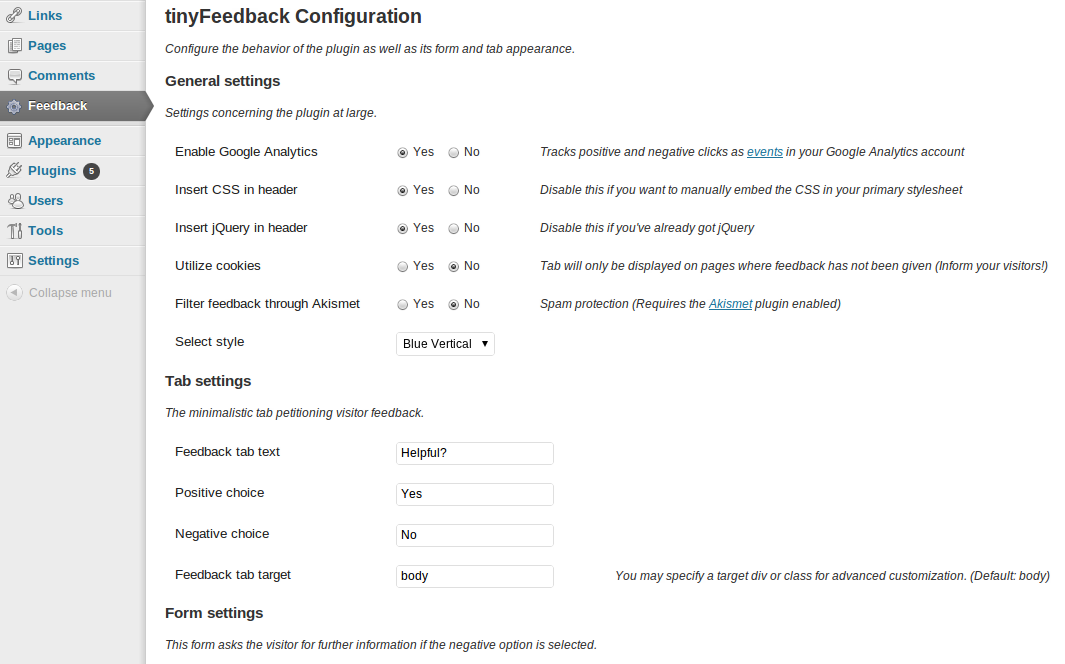 Links
Pages
Comments
Feedback
Appearance
Plugins 5
Users
Tools
Settings
Collapse menu
tinyFeedback Configuration
Configure the behavior of the plugin as well as its form and tab appearance.
General settings
Settings concerning the plugin at large.
Enable Google Analytics Yes No Tracks positive and negative clicks as events in your Google Analytics account
Insert CSS in header Yes No Disable this if you want to manually embed the CSS in your primary stylesheet
Insert jQuery in header Yes No Disable this if you've already got jQuery
Utilize cookies Yes No Tab will only be displayed on pages where feedback has not been given (Inform your visitors!)
Filter feedback through Akismet Yes No Spam protection (Requires the Akismet plugin enabled)
Select style Blue Vertical
Tab settings
The minimalistic tab petitioning visitor feedback.
Feedback tab text Helpful?
Positive choice Yes
Negative choice No
Feedback tab target body You may specify a target div or class for advanced customization. (Default: body)
Form settings
This form asks the visitor for further information if the negative option is selected.